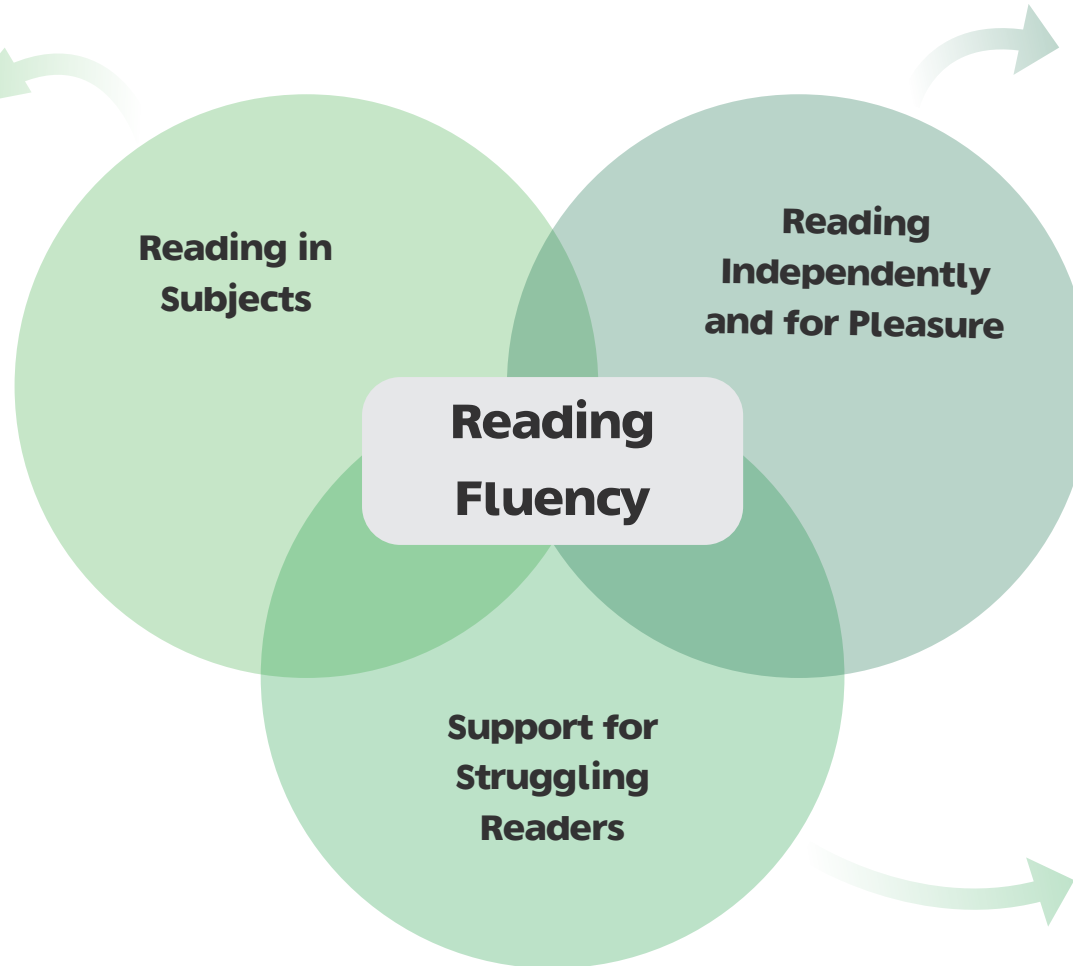 Reading in
Subjects
Reading
Independently
and for Pleasure
Reading
Fluency
Support for
Struggling
Readers